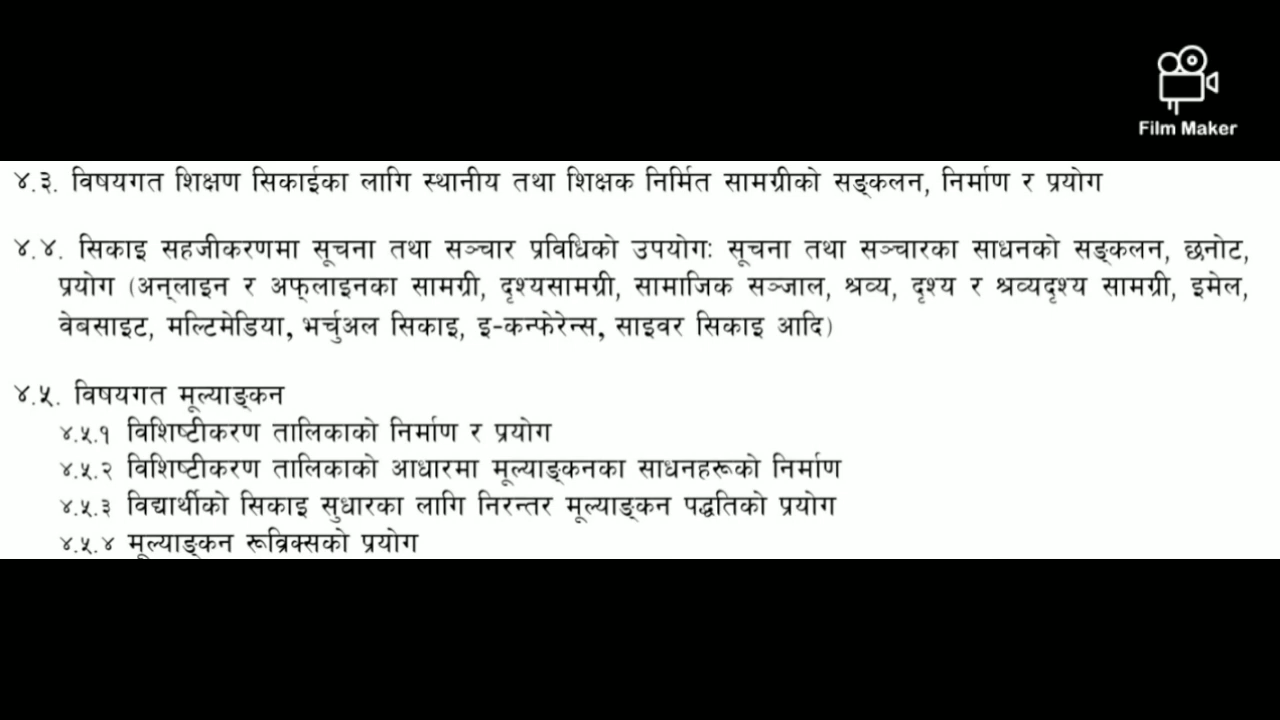 Film Maker
४.३. विषयगत शिक्षण सिकाईका लागि स्थानीय तथा शिक्षक निर्मित सामग्रीको सङ्कलन, निर्माण र प्रयोग
४.४. सिकाइ सहजीकरणमा सूचना तथा सञ्चार प्रविधिको उपयोगः सूचना तथा सञ्चारका साधनको सङ्कलन, छनोट,
प्रयोग (अन्‌लाइन र अफ्‌लाइनका सामग्री, दृश्यसामग्री, सामाजिक सञ्जाल, श्रव्य, दृश्य र श्रव्यदृश्य सामग्री, इमेल,
वेबसाइट, मल्टिमेडिया, भर्चुअल सिकाइ, इ-कन्फेरेन्स, साइवर सिकाइ आदि)
४.५. विषयगत मूल्याङ्कन
४.५.१ विशिष्टीकरण तालिकाको निर्माण र प्रयोग
४.५.२ विशिष्टीकरण तालिकाको आधारमा मूल्याङ्कनका साधनहरूको निर्माण
४.५.३ विद्यार्थीको सिकाइ सुधारका लागि निरन्तर मूल्याङ्कन पद्धतिको प्रयोग
४.५.४ मूल्याङ्कन रूव्रिक्सको प्रयोग